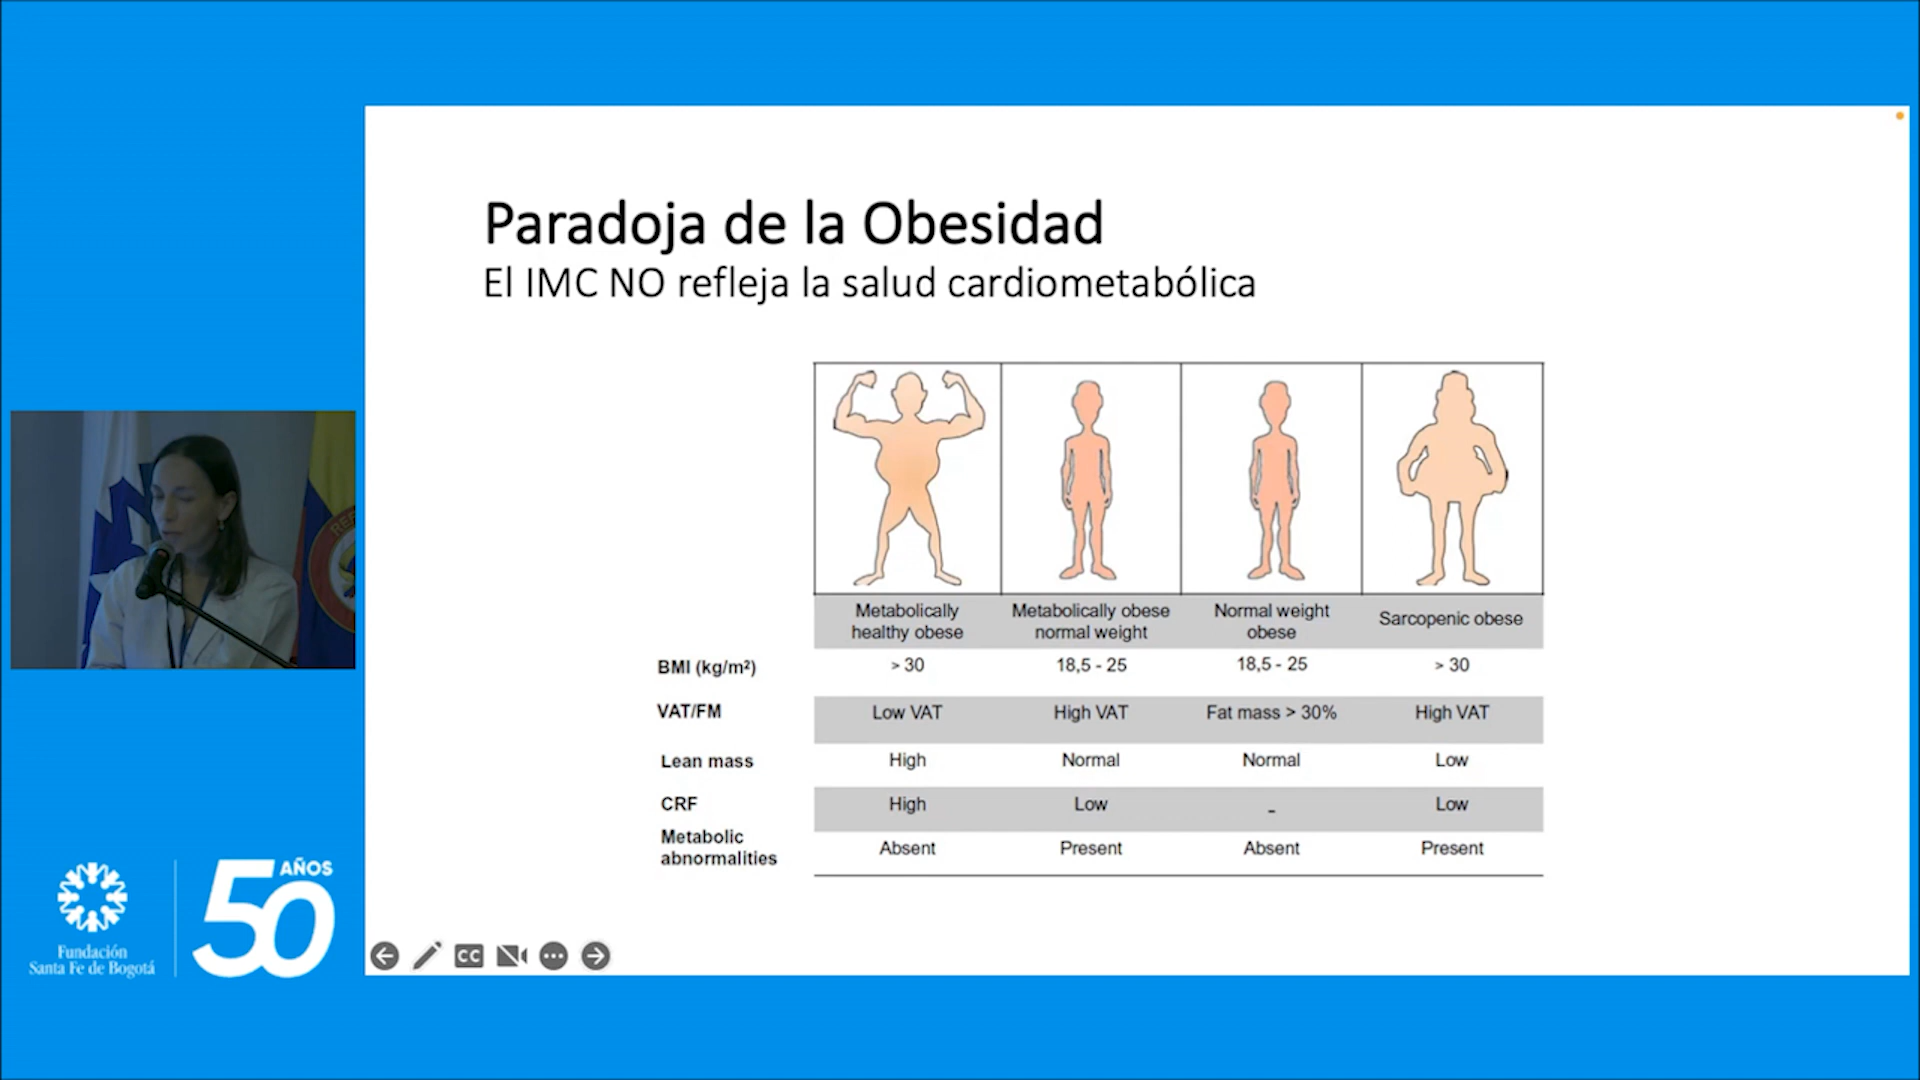 Paradoja de la Obesidad
El IMC NO refleja la salud cardiometabólica
Metabolically healthy obese
Metabolically obese normal weight
Normal weight obese
Sarcopenic obese
BMI (kg/m²) > 30 18,5 - 25 18,5 - 25 > 30
VAT/FM Low VAT High VAT Fat mass > 30% High VAT
Lean mass High Normal Normal Low
CRF High Low - Low
Metabolic abnormalities Absent Present Absent Present
CC
Fundación
Santa Fe de Bogotá
50 AÑOS